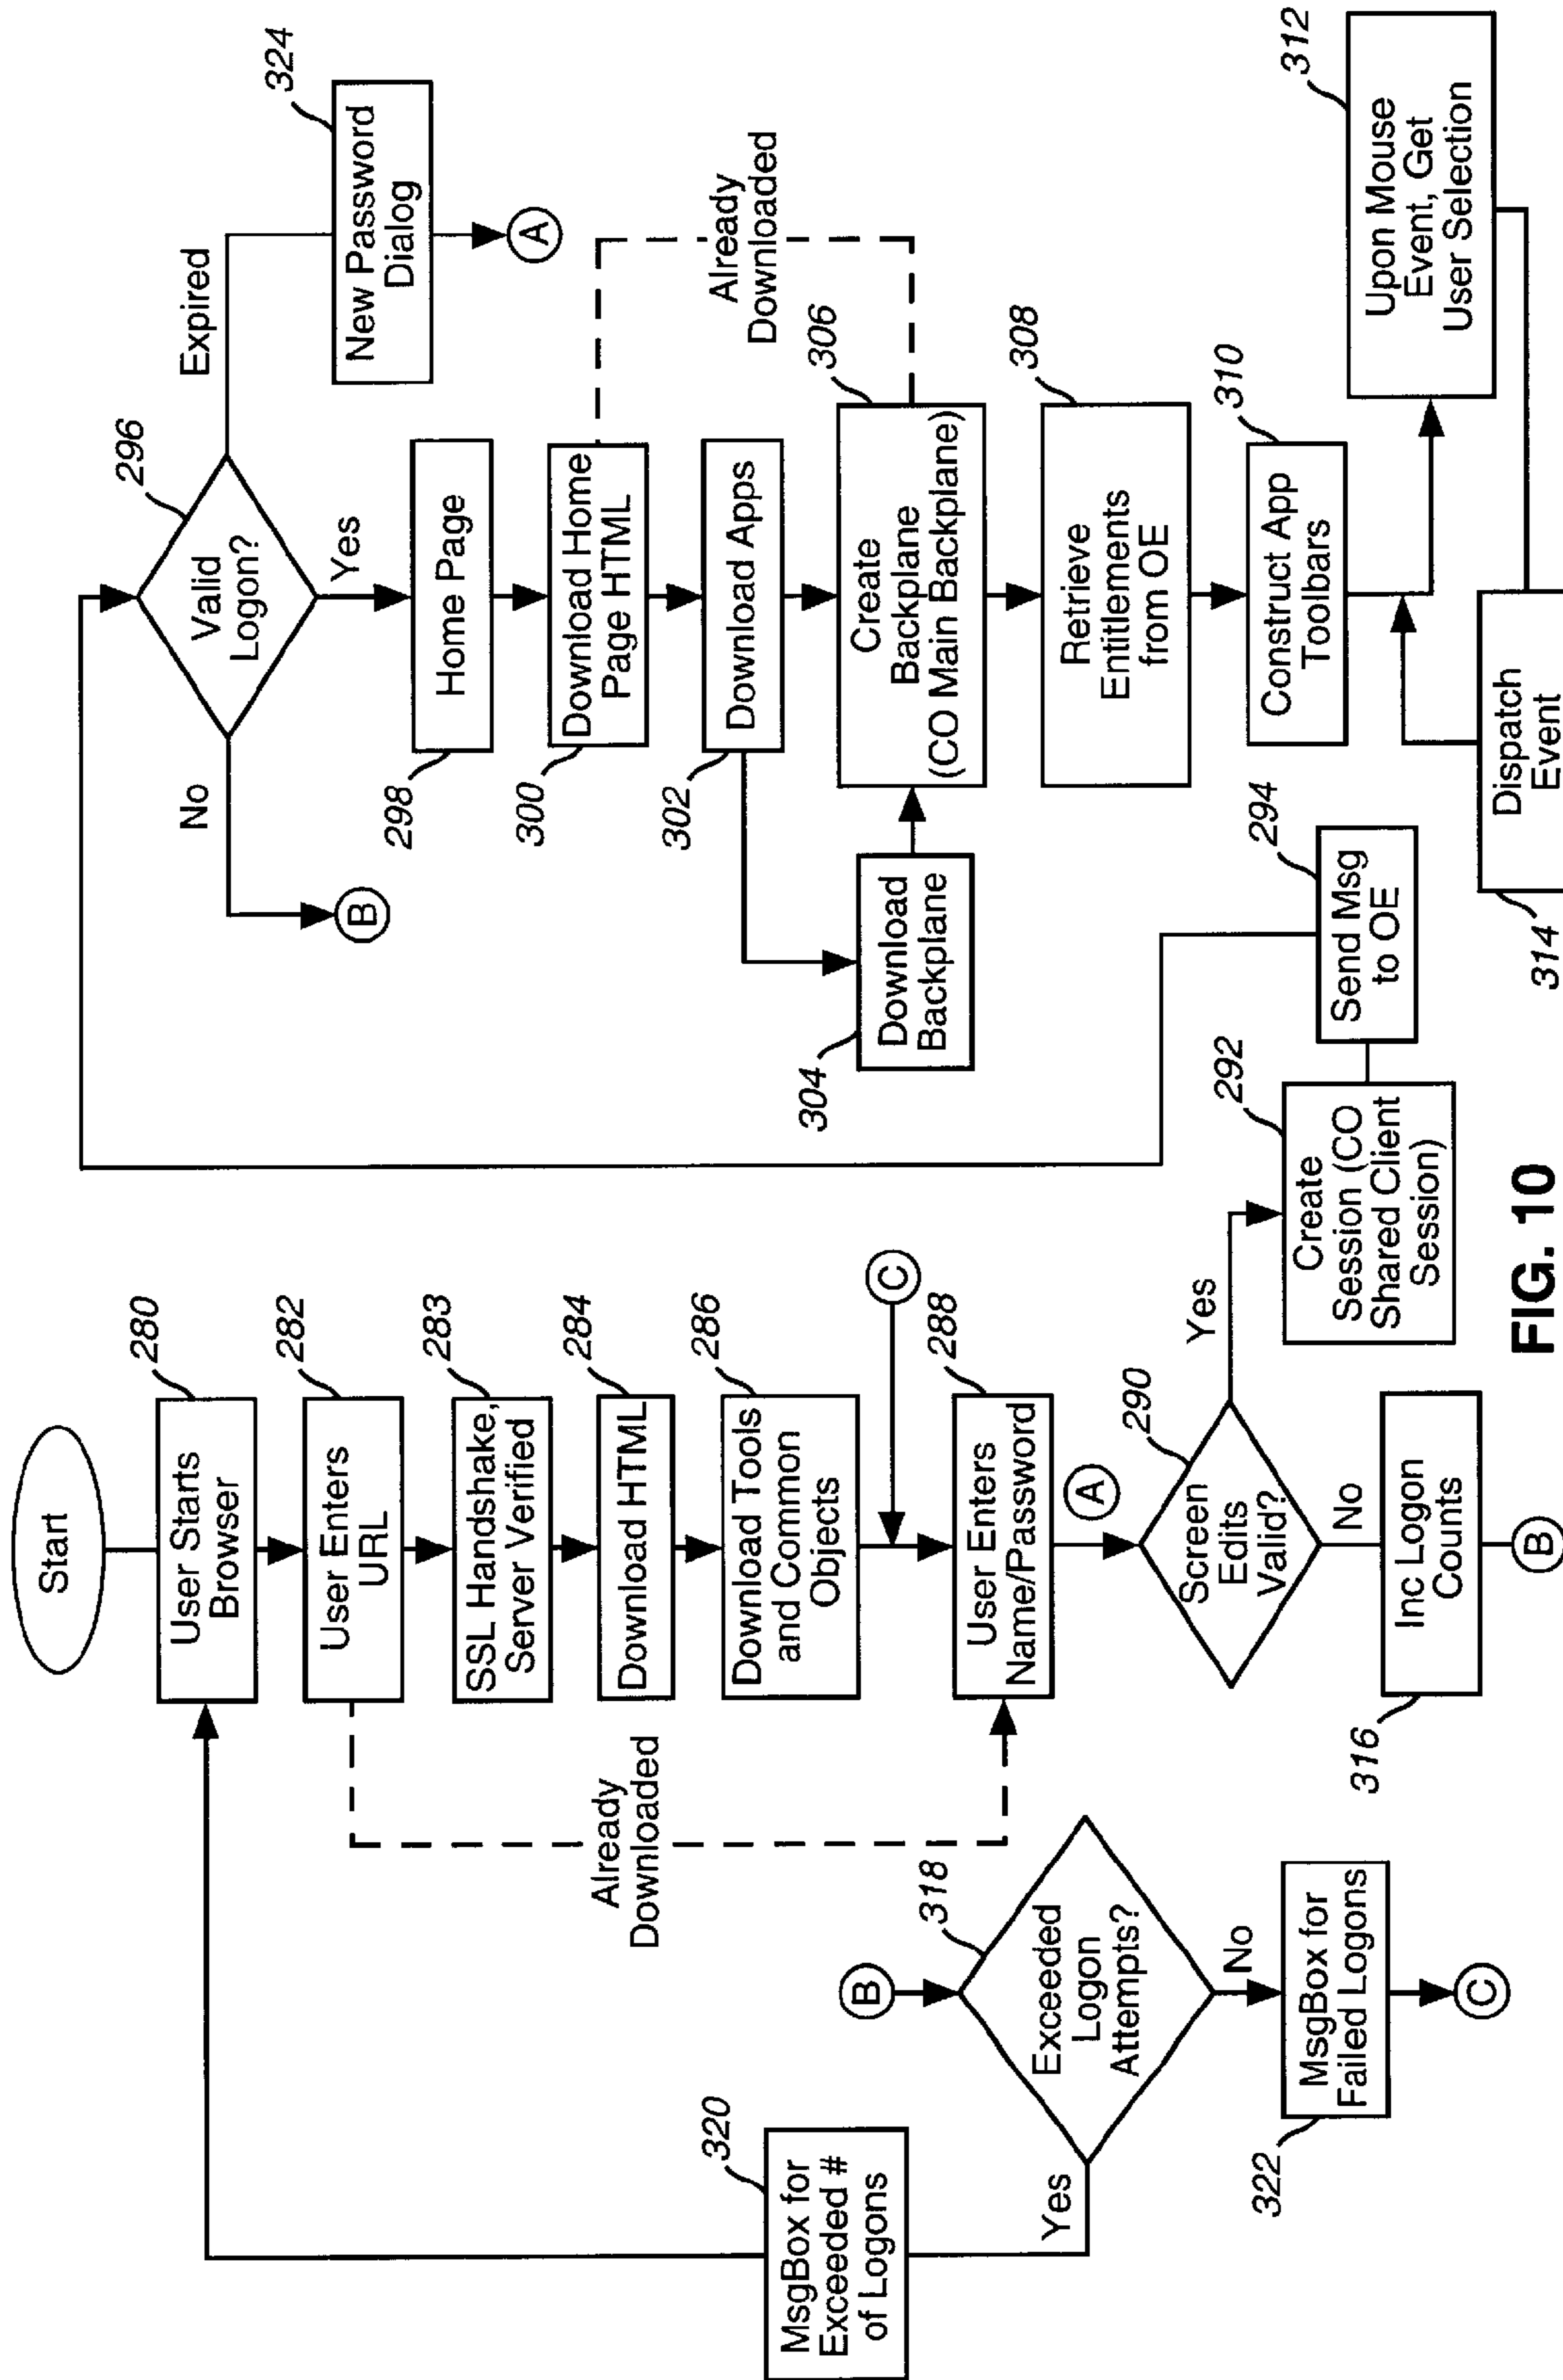 Start
280
User Starts
Browser
282
User Enters
URL
283
SSL Handshake,
Server Verified
284
Download HTML
286
Download Tools
and Common
Objects
C
288
User Enters
Name/Password
Already
Downloaded
A
290
Screen
Edits
Valid?
Yes
No
316
Inc Logon
Counts
B
292
Create
Session (CO
Shared Client
Session)
294
Send Msg
to OE
B
318
Exceeded
Logon
Attempts?
Yes
No
320
MsgBox for
Exceeded #
of Logons
322
MsgBox for
Failed Logons
C
296
Valid
Logon?
No
B
Yes
Expired
324
New Password
Dialog
A
298
Home Page
300
Download Home
Page HTML
302
Download Apps
304
Download
Backplane
Already
Downloaded
306
Create
Backplane
(CO Main Backplane)
308
Retrieve
Entitlements
from OE
310
Construct App
Toolbars
312
Upon Mouse
Event, Get
User Selection
314
Dispatch
Event
FIG. 10